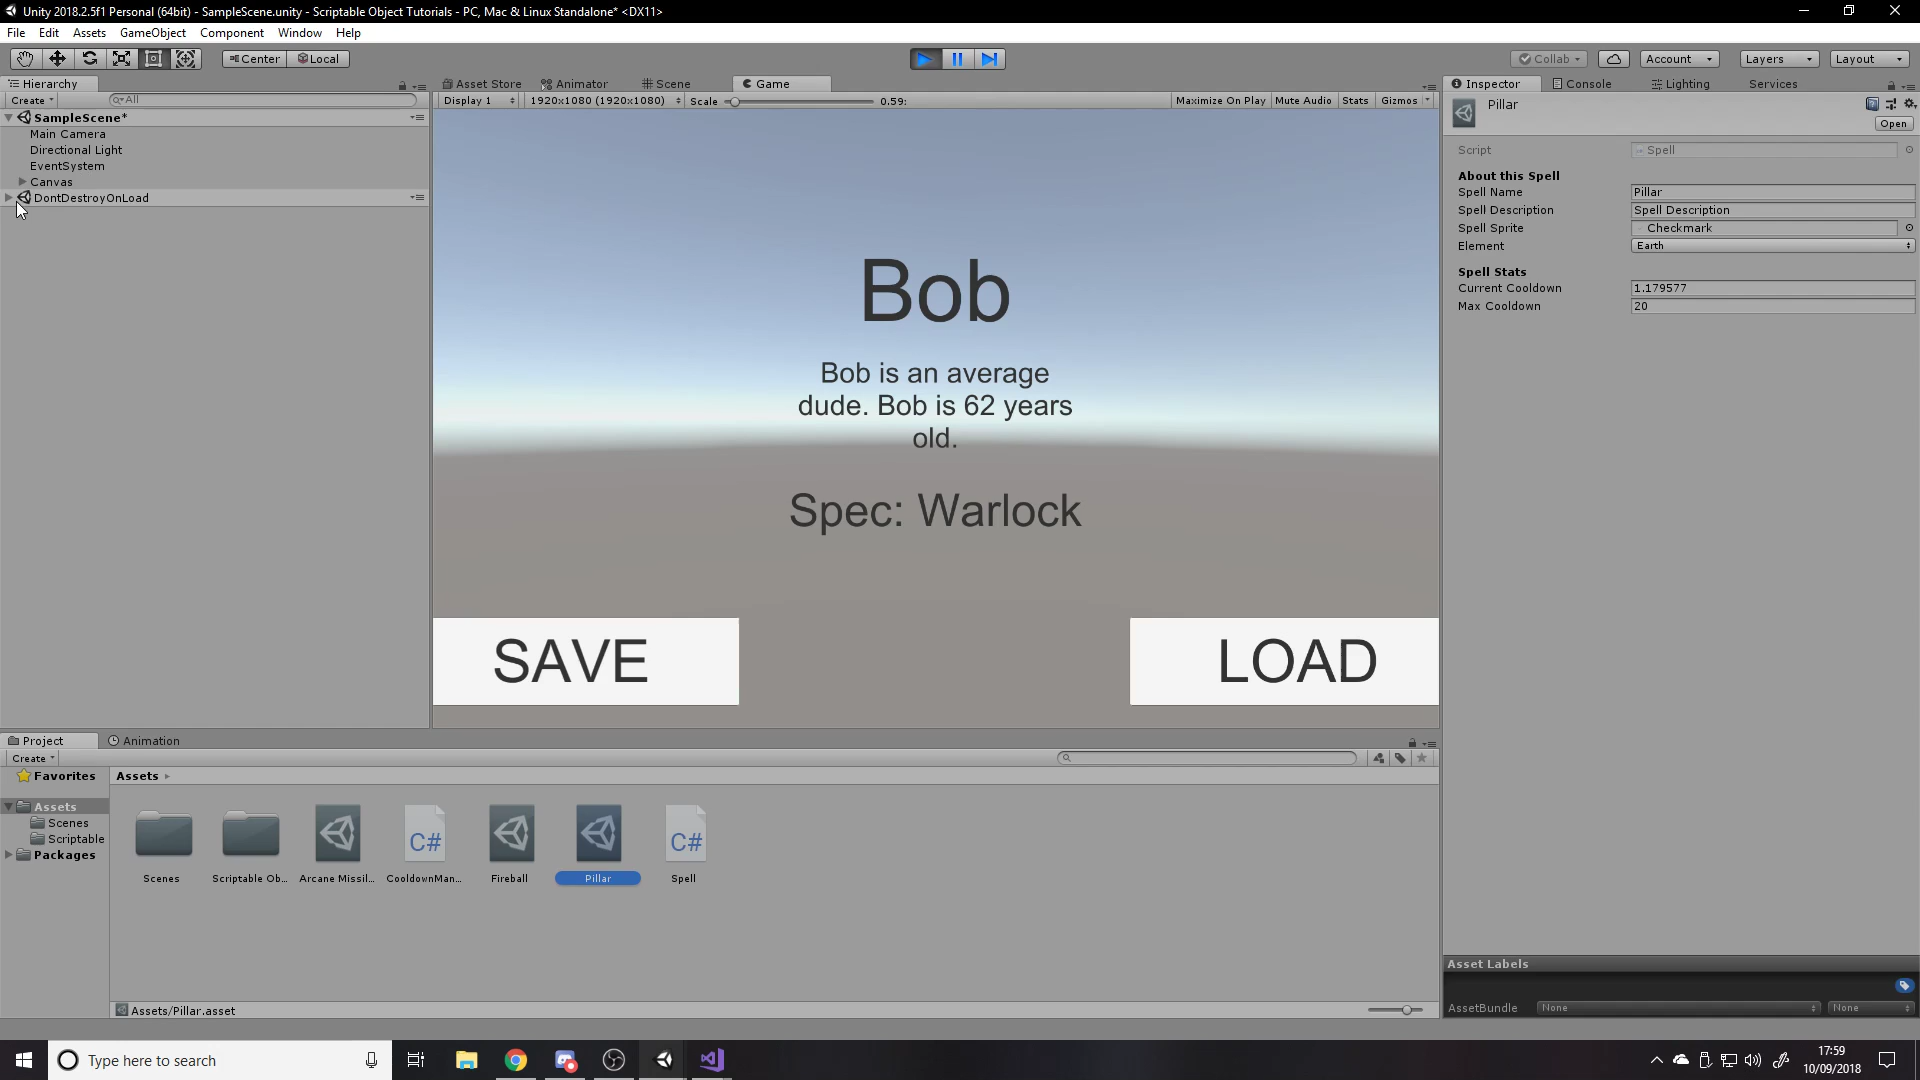 Unity 2018.2.5f1 Personal (64bit) - SampleScene.unity - Scriptable Object Tutorials - PC, Mac & Linux Standalone* <DX11>
File Edit Assets GameObject Component Window Help
Center Local
Collab Account Layers Layout
Hierarchy
Create All
SampleScene*
Main Camera
Directional Light
EventSystem
Canvas
DontDestroyOnLoad
Asset Store Animator Scene Game
Display 1 1920x1080 (1920x1080) Scale 0.59: Maximize On Play Mute Audio Stats Gizmos
Bob
Bob is an average
dude. Bob is 62 years
old.
Spec: Warlock
SAVE LOAD
Inspector Console Lighting Services
Pillar
Open
Script Spell
About this Spell
Spell Name Pillar
Spell Description Spell Description
Spell Sprite Checkmark
Element Earth
Spell Stats
Current Cooldown 1.179577
Max Cooldown 20
Project Animation
Create
Favorites
Assets
Scenes
Scriptable
Packages
Assets
Scenes Scriptable Ob... Arcane Missil... CooldownMan... Fireball Pillar Spell
C# C#
Assets/Pillar.asset
Asset Labels
AssetBundle None None
Type here to search
17:59
10/09/2018